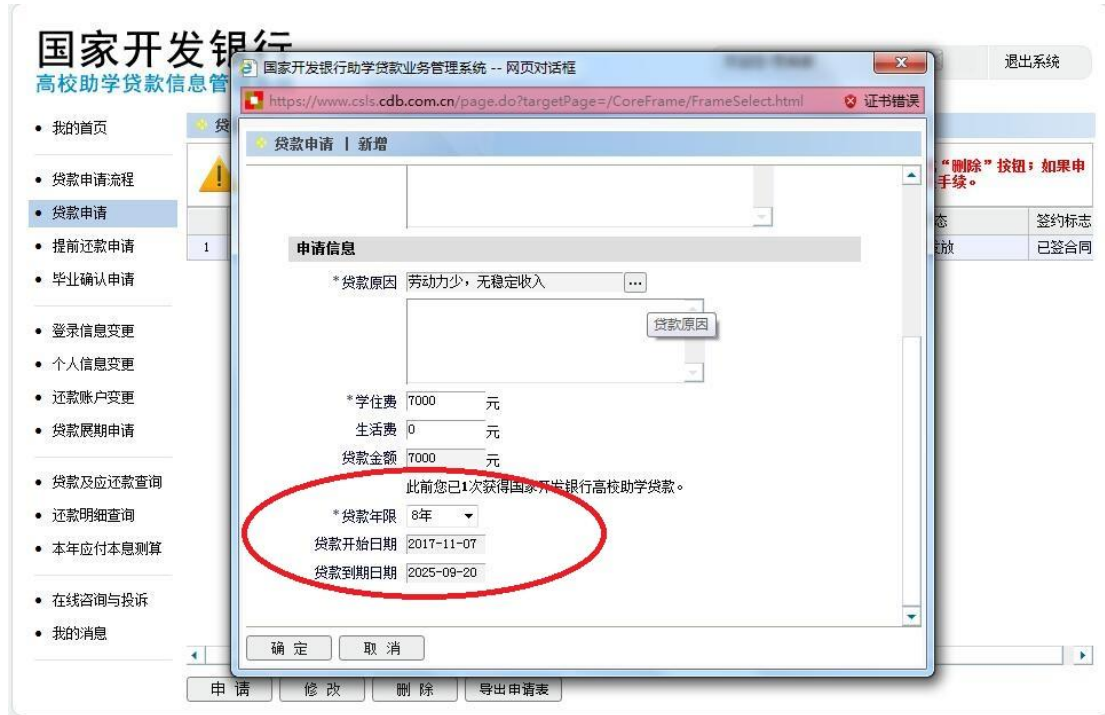 国家开发银行
高校助学贷款信息管
退出系统
国家开发银行助学贷款业务管理系统 -- 网页对话框
https://www.csls.cdb.com.cn/page.do?targetPage=/CoreFrame/FrameSelect.html 证书错误
• 我的首页
• 贷款申请流程
• 贷款申请
• 提前还款申请
• 毕业确认申请
• 登录信息变更
• 个人信息变更
• 还款账户变更
• 贷款展期申请
• 贷款及应还款查询
• 还款明细查询
• 本年应付本息测算
• 在线咨询与投诉
• 我的消息
贷
“删除”按钮；如果申
手续。
态 签约标志
1 发放 已签合同
贷款申请 | 新增
申请信息
*贷款原因 劳动力少，无稳定收入 ...
贷款原因
*学住费 7000 元
生活费 0 元
贷款金额 7000 元
此前您已1次获得国家开发银行高校助学贷款。
*贷款年限 8年
贷款开始日期 2017-11-07
贷款到期日期 2025-09-20
确 定 取 消
申 请 修 改 删 除 导出申请表